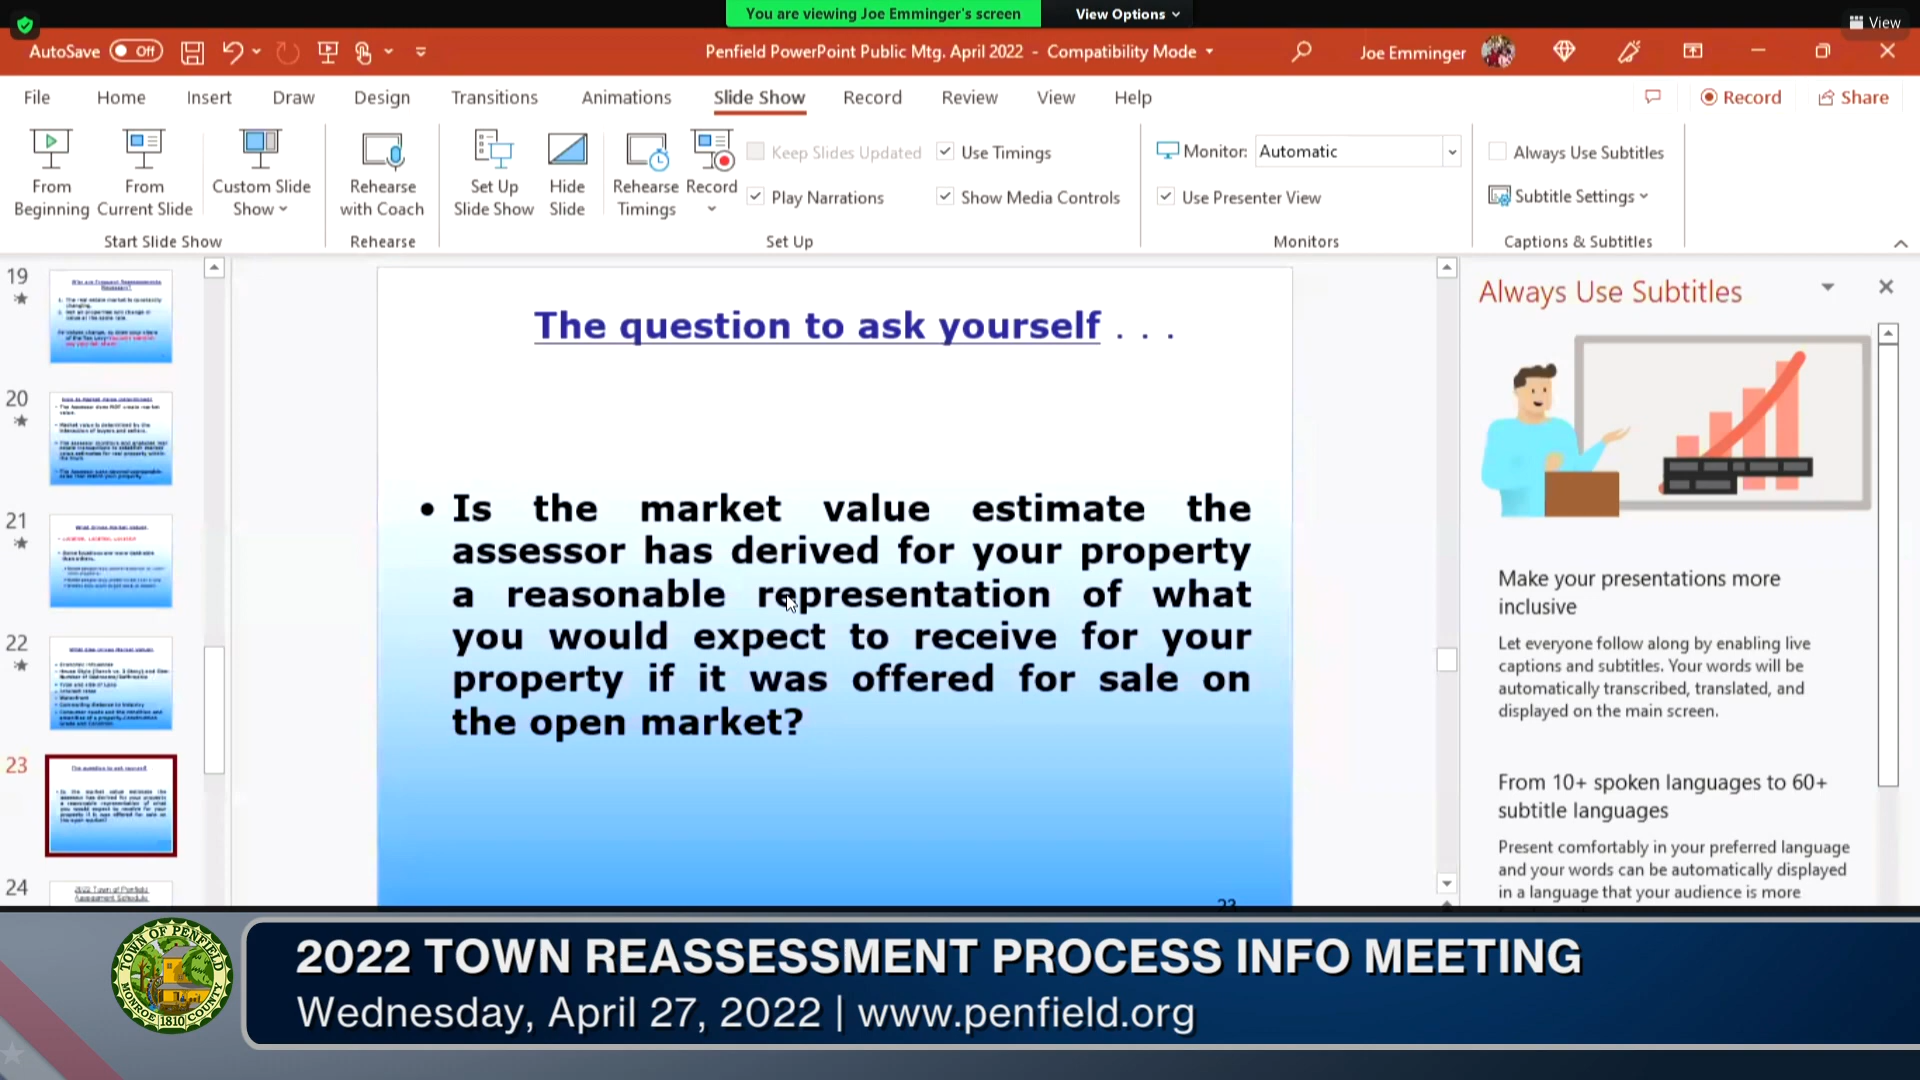 You are viewing Joe Emminger's screen
View Options
View
AutoSave Off
Penfield PowerPoint Public Mtg. April 2022 - Compatibility Mode
Joe Emminger
File Home Insert Draw Design Transitions Animations Slide Show Record Review View Help
Record Share
From Beginning
From Current Slide
Custom Slide Show
Rehearse with Coach
Set Up Slide Show
Hide Slide
Rehearse Timings
Record
Keep Slides Updated
Use Timings
Play Narrations
Show Media Controls
Monitor: Automatic
Use Presenter View
Always Use Subtitles
Subtitle Settings
Start Slide Show
Rehearse
Set Up
Monitors
Captions & Subtitles
19
20
21
22
23
24
The question to ask yourself . . .
• Is the market value estimate the
assessor has derived for your property
a reasonable representation of what
you would expect to receive for your
property if it was offered for sale on
the open market?
23
Always Use Subtitles
Make your presentations more
inclusive
Let everyone follow along by enabling live
captions and subtitles. Your words will be
automatically transcribed, translated, and
displayed on the main screen.
From 10+ spoken languages to 60+
subtitle languages
Present comfortably in your preferred language
and your words can be automatically displayed
in a language that your audience is more
TOWN OF PENFIELD
MONROE COUNTY
1810
2022 TOWN REASSESSMENT PROCESS INFO MEETING
Wednesday, April 27, 2022 | www.penfield.org